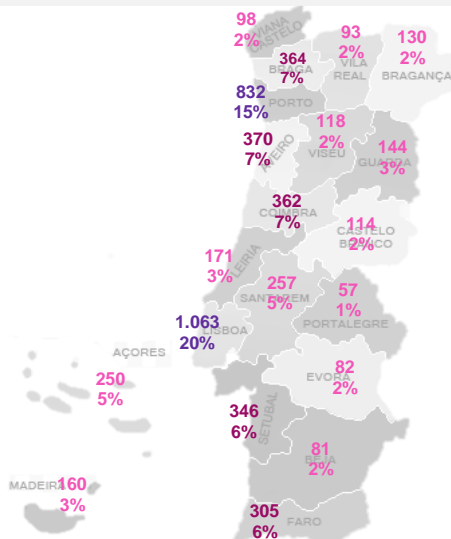 98
2%
VIANA
CASTELO
93
2%
VILA
REAL
130
2%
BRAGANÇA
364
7%
BRAGA
832
15%
PORTO
118
2%
VISEU
370
7%
AVEIRO
144
3%
GUARDA
362
7%
COIMBRA
114
2%
CASTELO
BRANCO
171
3%
LEIRIA
257
5%
SANTAREM
57
1%
PORTALEGRE
1.063
20%
LISBOA
AÇORES
250
5%
82
2%
EVORA
346
6%
SETUBAL
81
2%
BEJA
MADEIRA
160
3%
305
6%
FARO